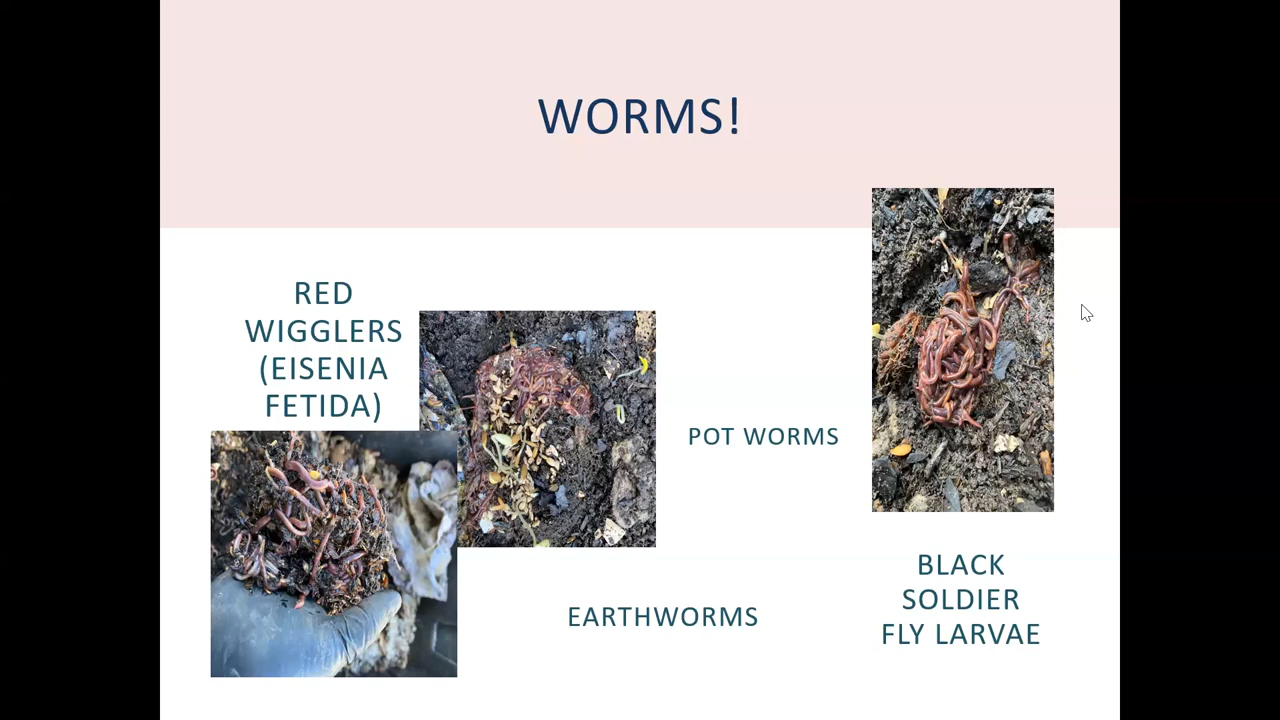 WORMS!
RED
WIGGLERS
(EISENIA
FETIDA)
POT WORMS
EARTHWORMS
BLACK
SOLDIER
FLY LARVAE